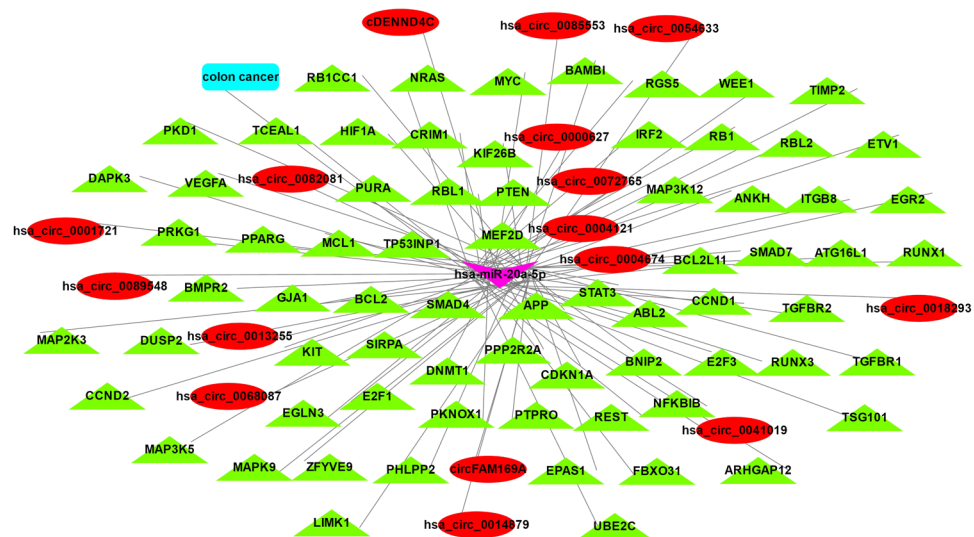 cDENND4C
hsa_circ_0085553
hsa_circ_0054633
colon cancer
RB1CC1
NRAS
MYC
BAMBI
RGS5
WEE1
TIMP2
PKD1
TCEAL1
HIF1A
CRIM1
hsa_circ_0000627
IRF2
RB1
RBL2
ETV1
KIF26B
DAPK3
VEGFA
hsa_circ_0082081
PURA
RBL1
PTEN
hsa_circ_0072765
MAP3K12
ANKH
ITGB8
EGR2
hsa_circ_0001721
PRKG1
PPARG
MCL1
TP53INP1
MEF2D
hsa_circ_0004121
hsa_miR-20a-5p
hsa_circ_0004674
BCL2L11
SMAD7
ATG16L1
RUNX1
hsa_circ_0089548
BMPR2
GJA1
BCL2
SMAD4
APP
STAT3
ABL2
CCND1
TGFBR2
hsa_circ_0018293
MAP2K3
DUSP2
hsa_circ_0013255
KIT
SIRPA
PPP2R2A
BNIP2
E2F3
RUNX3
TGFBR1
DNMT1
CDKN1A
CCND2
hsa_circ_0068087
EGLN3
E2F1
PKNOX1
PTPRO
REST
NFKBIB
TSG101
hsa_circ_0041019
MAP3K5
MAPK9
ZFYVE9
PHLPP2
circFAM169A
EPAS1
FBXO31
ARHGAP12
LIMK1
hsa_circ_0014879
UBE2C